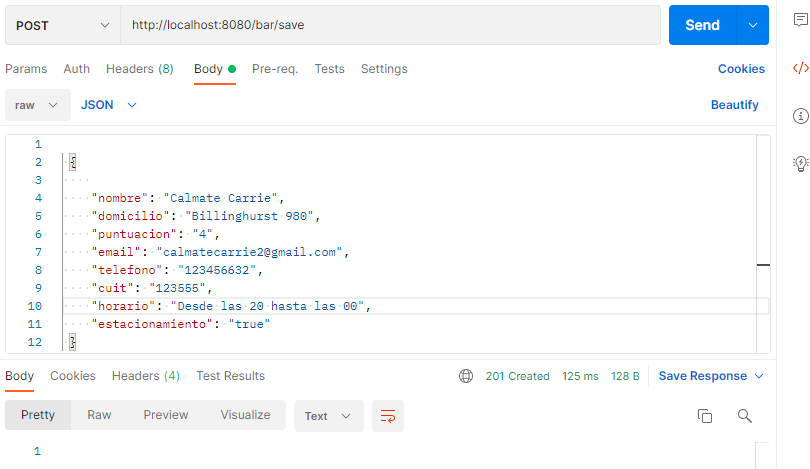 POST http://localhost:8080/bar/save Send
Params Auth Headers (8) Body Pre-req. Tests Settings Cookies
raw JSON Beautify
1
2 {
3
4 "nombre": "Calmate Carrie",
5 "domicilio": "Billinghurst 980",
6 "puntuacion": "4",
7 "email": "calmatecarrie2@gmail.com",
8 "telefono": "123456632",
9 "cuit": "123555",
10 "horario": "Desde las 20 hasta las 00",
11 "estacionamiento": "true"
12 }
Body Cookies Headers (4) Test Results 201 Created 125 ms 128 B Save Response
Pretty Raw Preview Visualize Text
1